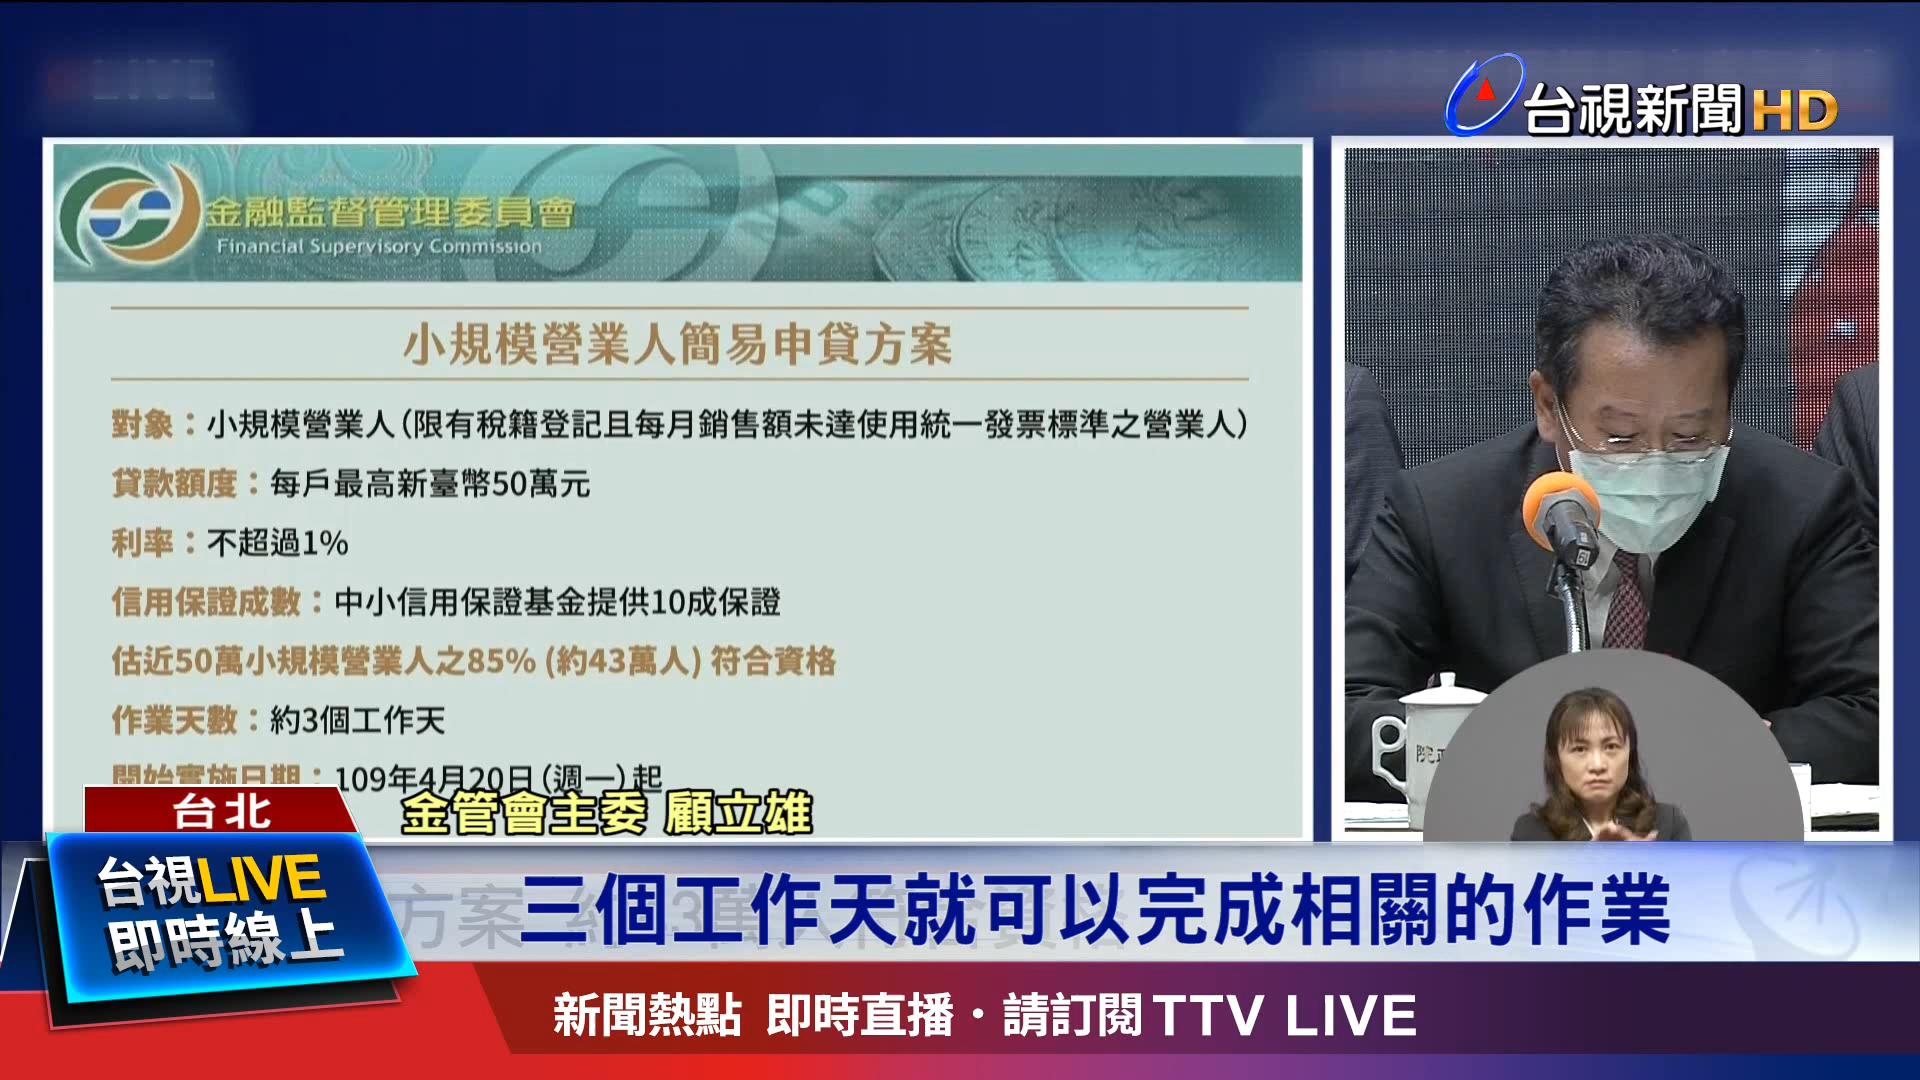 LIVE
台視新聞HD
金融監督管理委員會
Financial Supervisory Commission
小規模營業人簡易申貸方案
對象：小規模營業人（限有稅籍登記且每月銷售額未達使用統一發票標準之營業人）
貸款額度：每戶最高新臺幣50萬元
利率：不超過1%
信用保證成數：中小信用保證基金提供10成保證
估近50萬小規模營業人之85% (約43萬人) 符合資格
作業天數：約3個工作天
開始實施日期：109年4月20日（週一）起
台北
金管會主委 顧立雄
台視LIVE
即時線上
三個工作天就可以完成相關的作業
新聞熱點 即時直播・請訂閱TTV LIVE